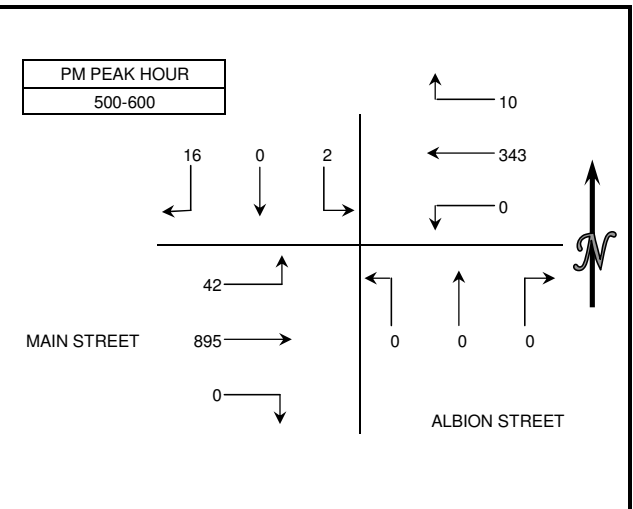 PM PEAK HOUR
500-600
10
16 0 2
343
0
42
N
MAIN STREET 895
0 0 0
0
ALBION STREET